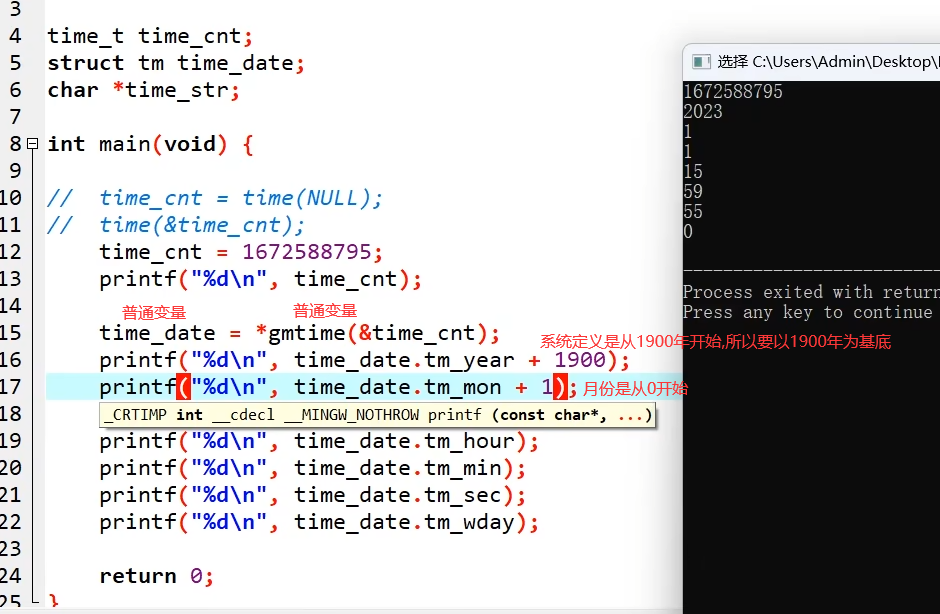 3
4 time_t time_cnt;
5 struct tm time_date;
6 char *time_str;
7
8 int main(void) {
9
10 // time_cnt = time(NULL);
11 // time(&time_cnt);
12 time_cnt = 1672588795;
13 printf("%d\n", time_cnt);
14
普通变量 普通变量
15 time_date = *gmtime(&time_cnt);
系统定义是从1900年开始,所以要以1900年为基底
16 printf("%d\n", time_date.tm_year + 1900);
17 printf("%d\n", time_date.tm_mon + 1); 月份是从0开始
18 _CRTIMP int __cdecl __MINGW_NOTHROW printf (const char*, ...)
19 printf("%d\n", time_date.tm_hour);
20 printf("%d\n", time_date.tm_min);
21 printf("%d\n", time_date.tm_sec);
22 printf("%d\n", time_date.tm_wday);
23
24 return 0;
25 }
选择 C:\Users\Admin\Desktop\
1672588795
2023
1
1
15
59
55
0
--------------------------
Process exited with return
Press any key to continue